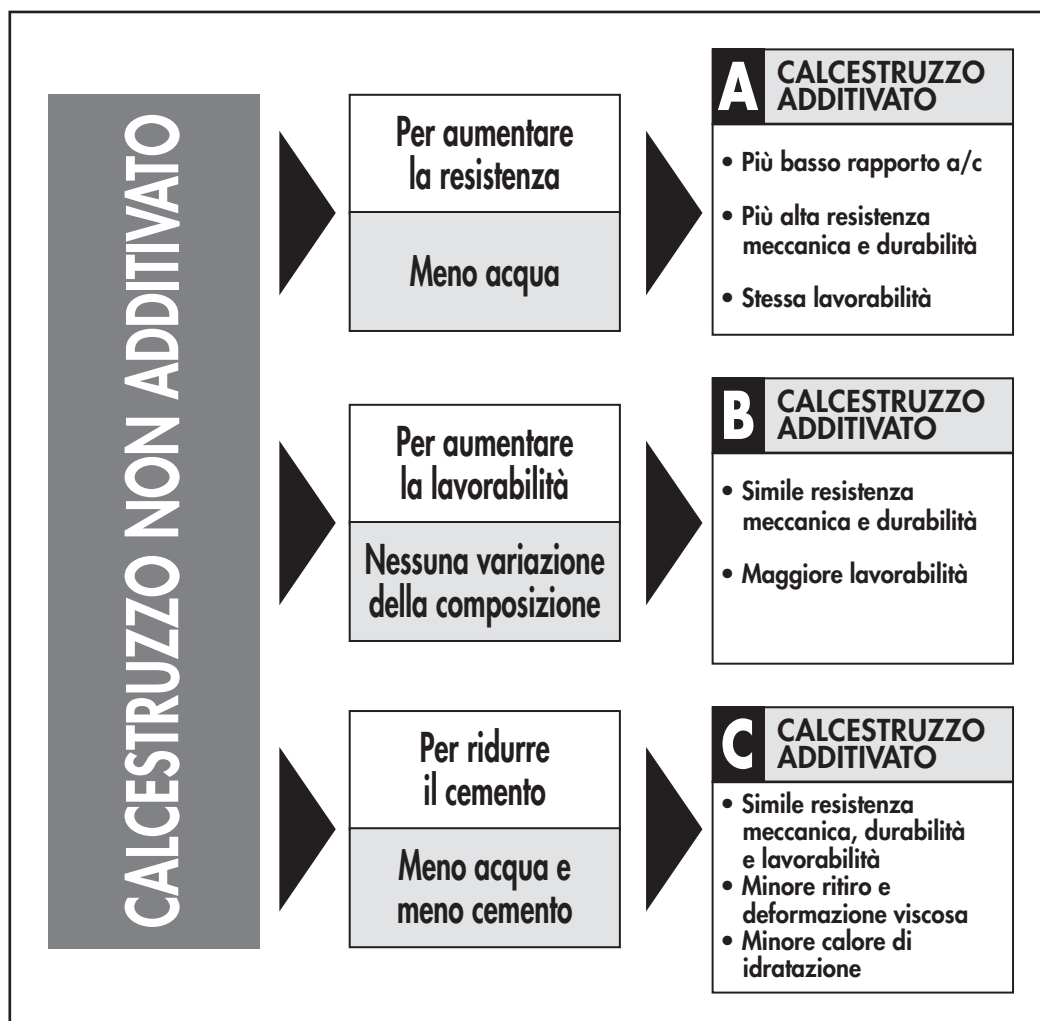 CALCESTRUZZO NON ADDITIVATO
Per aumentare
la resistenza
Meno acqua
A
CALCESTRUZZO
ADDITIVATO
• Più basso rapporto a/c
• Più alta resistenza
meccanica e durabilità
• Stessa lavorabilità
Per aumentare
la lavorabilità
Nessuna variazione
della composizione
B
CALCESTRUZZO
ADDITIVATO
• Simile resistenza
meccanica e durabilità
• Maggiore lavorabilità
Per ridurre
il cemento
Meno acqua e
meno cemento
C
CALCESTRUZZO
ADDITIVATO
• Simile resistenza
meccanica, durabilità
e lavorabilità
• Minore ritiro e
deformazione viscosa
• Minore calore di
idratazione